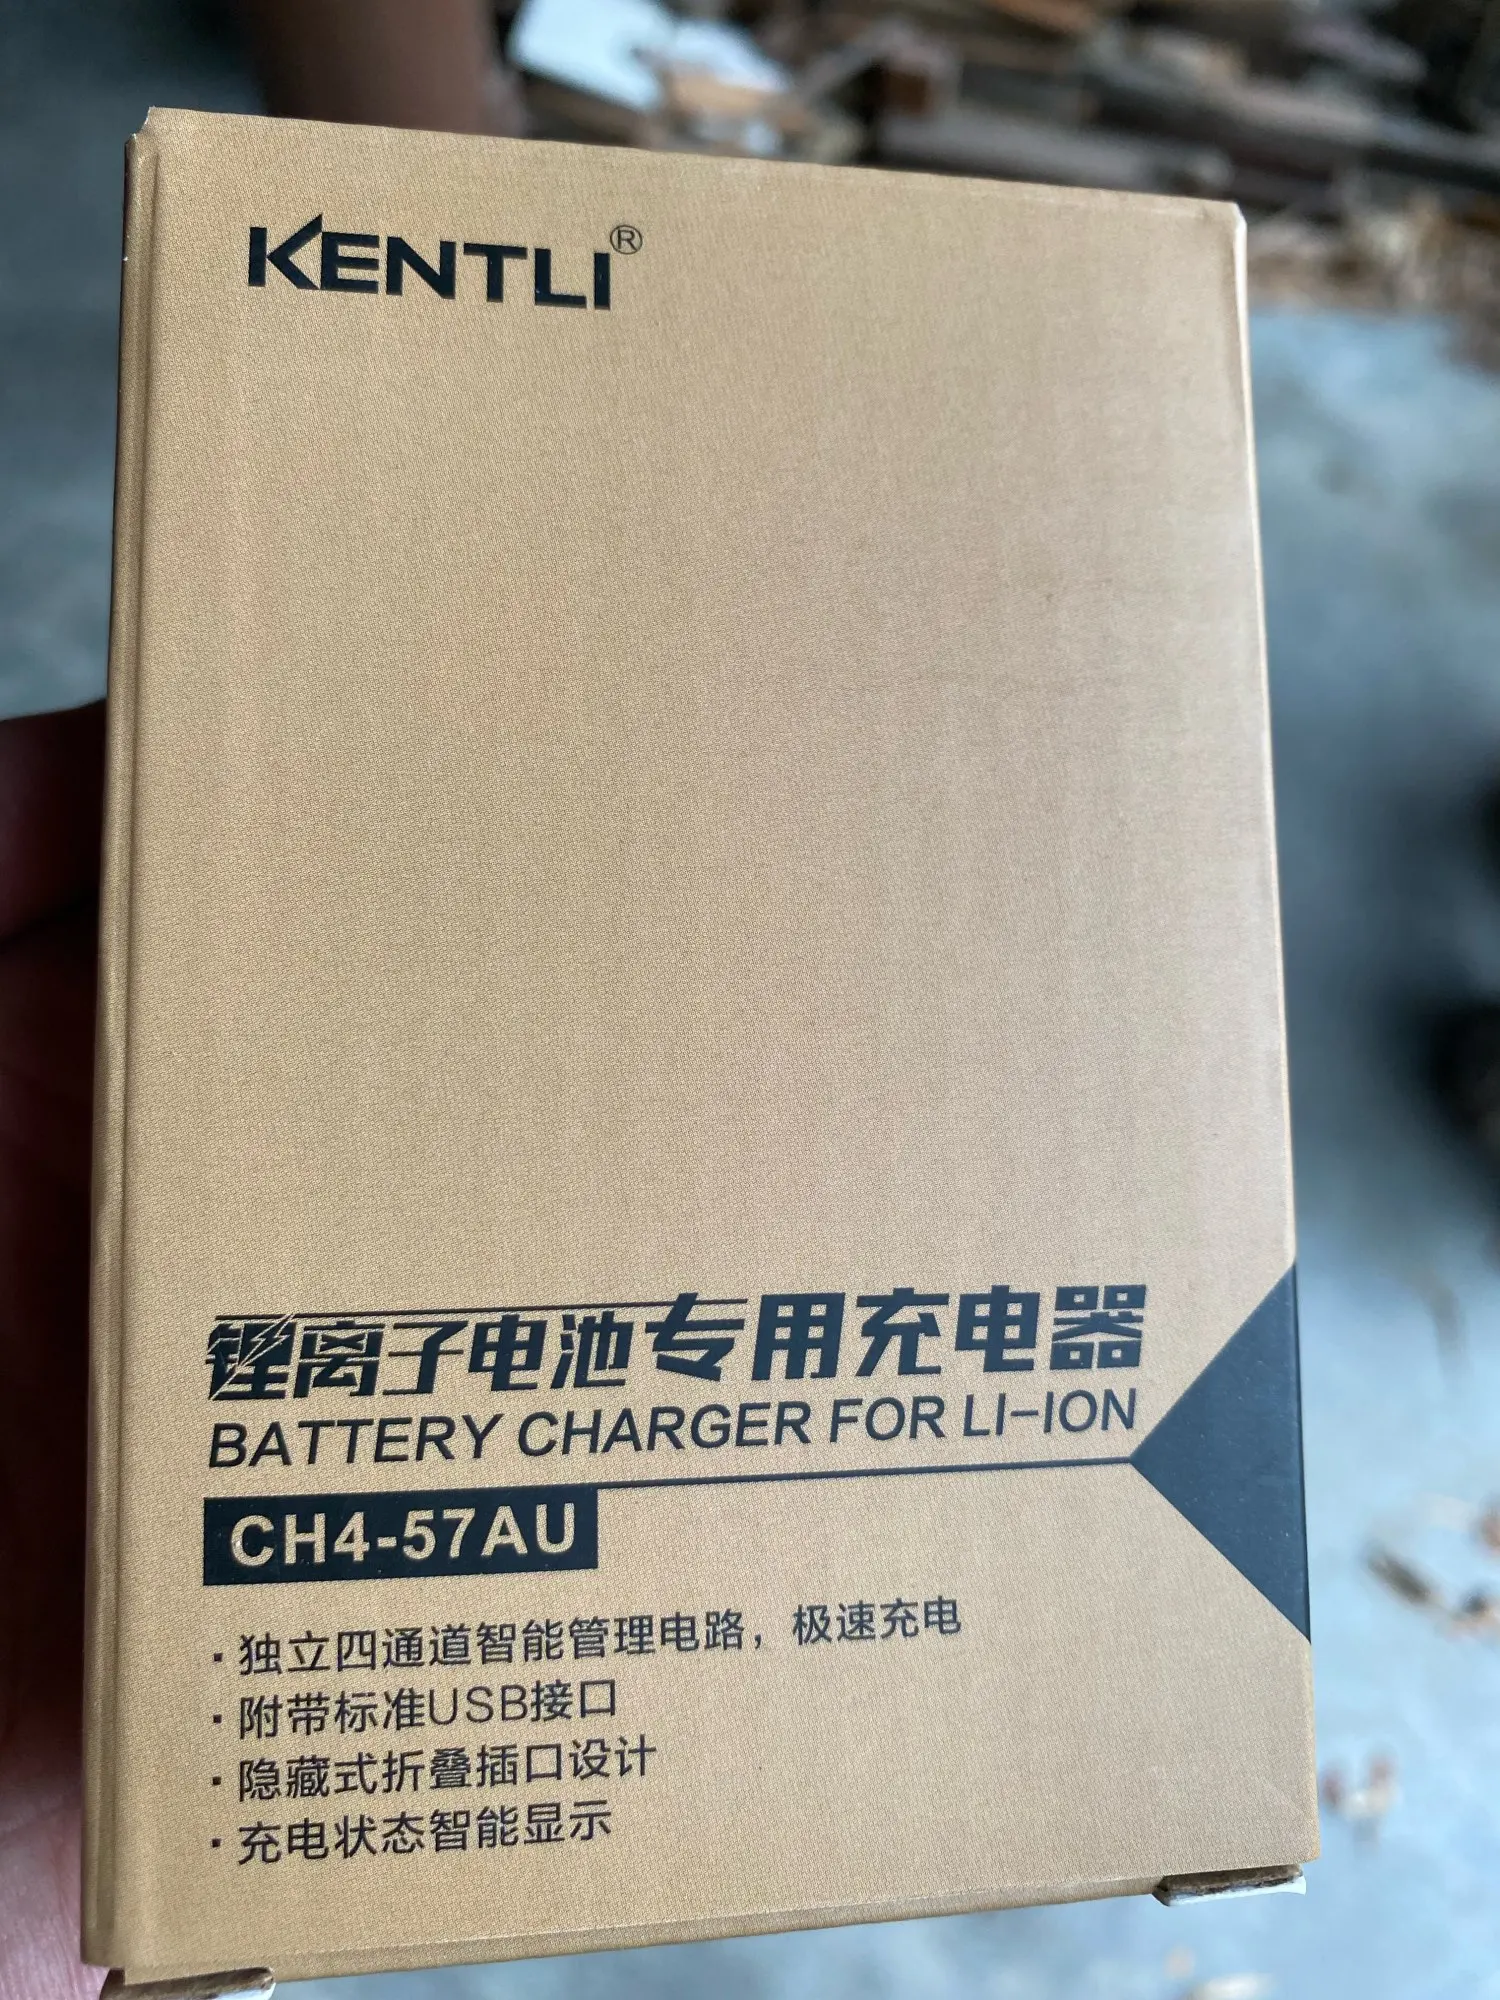 KENTLI®
锂离子电池专用充电器
BATTERY CHARGER FOR LI-ION
CH4-57AU
· 独立四通道智能管理电路，极速充电
· 附带标准USB接口
· 隐藏式折叠插口设计
· 充电状态智能显示